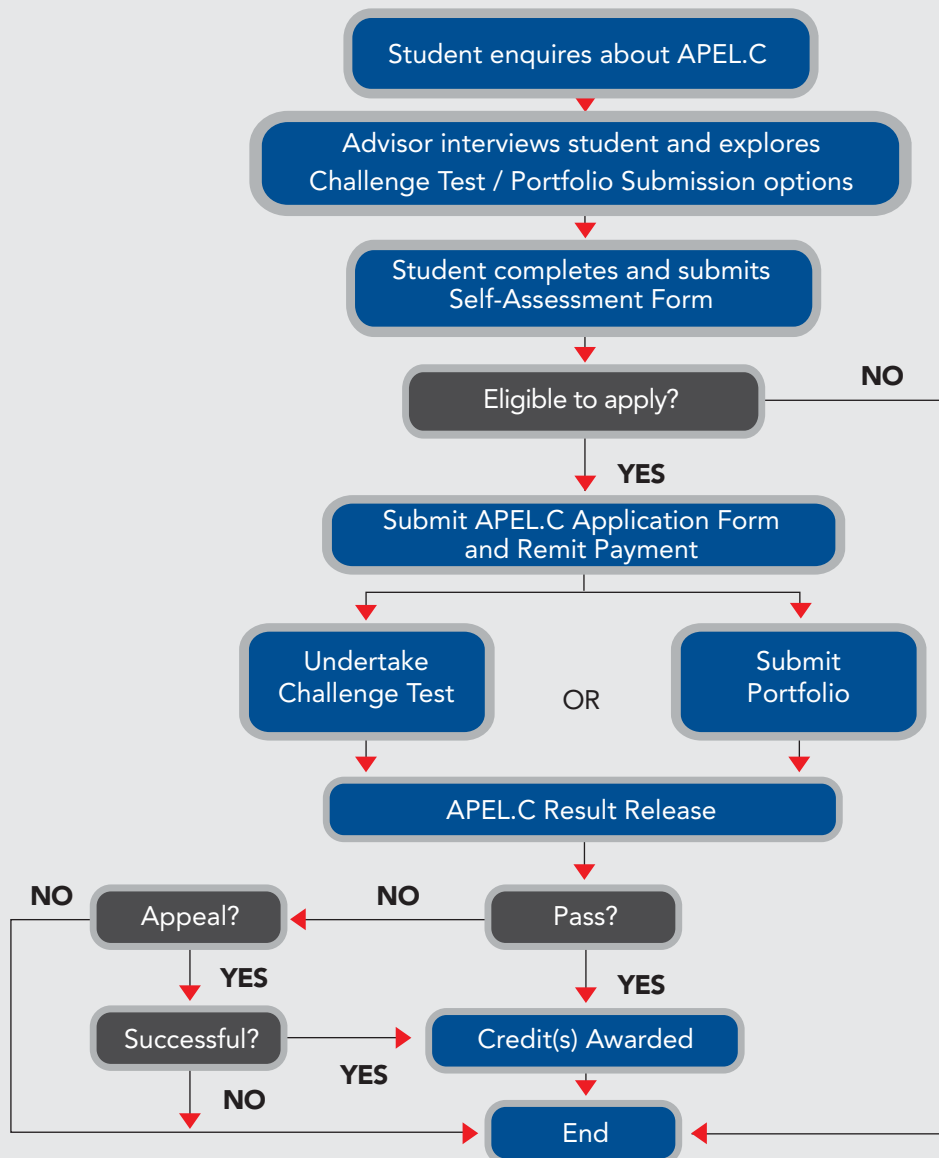 Student enquires about APEL.C
Advisor interviews student and explores
Challenge Test / Portfolio Submission options
Student completes and submits
Self-Assessment Form
Eligible to apply?
NO
YES
Submit APEL.C Application Form
and Remit Payment
Undertake
Challenge Test
OR
Submit
Portfolio
APEL.C Result Release
NO
Appeal?
NO
Pass?
YES
YES
Successful?
YES
Credit(s) Awarded
NO
End